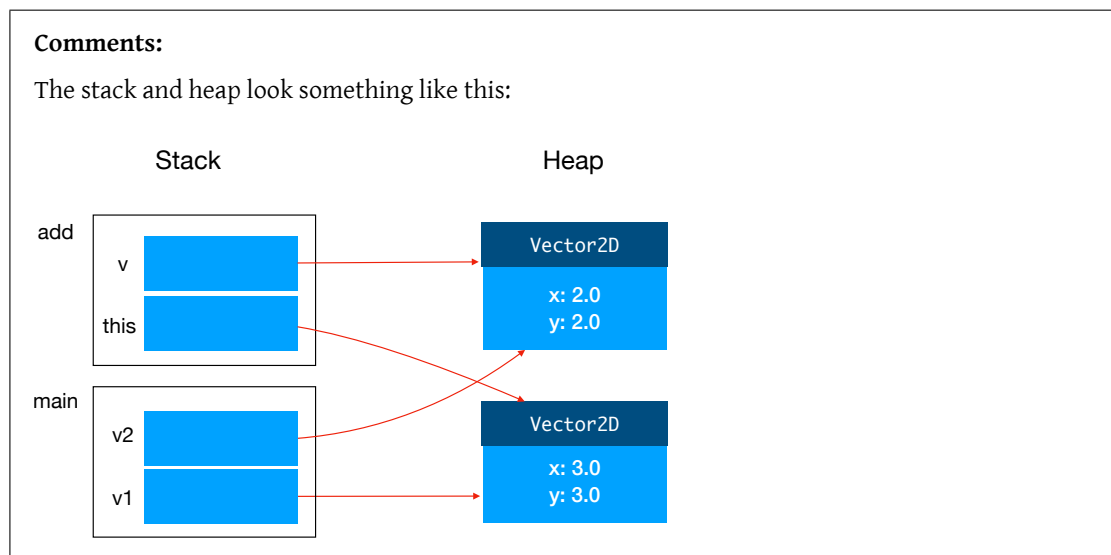 Comments:
The stack and heap look something like this:
Stack
Heap
add
v
this
Vector2D
x: 2.0
y: 2.0
main
v2
v1
Vector2D
x: 3.0
y: 3.0